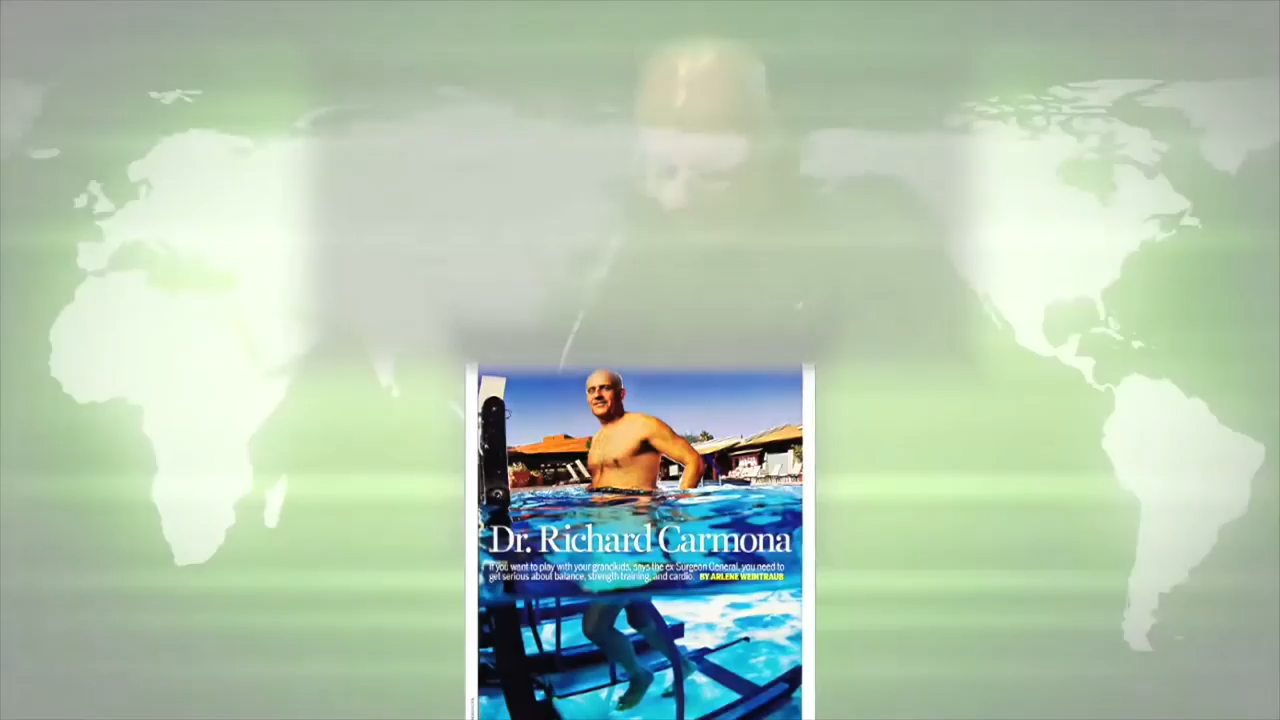 Dr. Richard Carmona
If you want to play with your grandkids, says the ex-Surgeon General, you need to
get serious about balance, strength training, and cardio. BY ARLENE WEINTRAUB